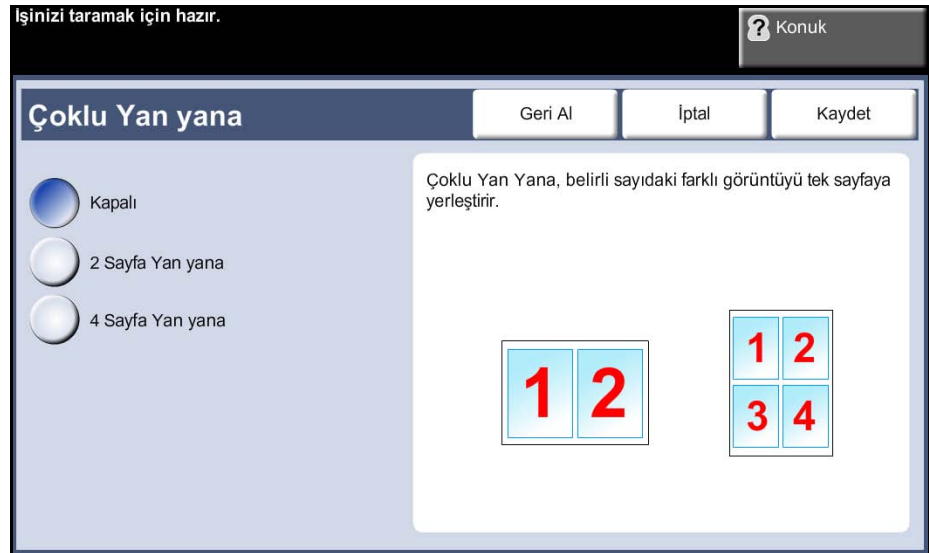 İşinizi taramak için hazır.
? Konuk
Çoklu Yan yana
Geri Al
İptal
Kaydet
Kapalı
2 Sayfa Yan yana
4 Sayfa Yan yana
Çoklu Yan Yana, belirli sayıdaki farklı görüntüyü tek sayfaya
yerleştirir.
1 2
1 2
3 4